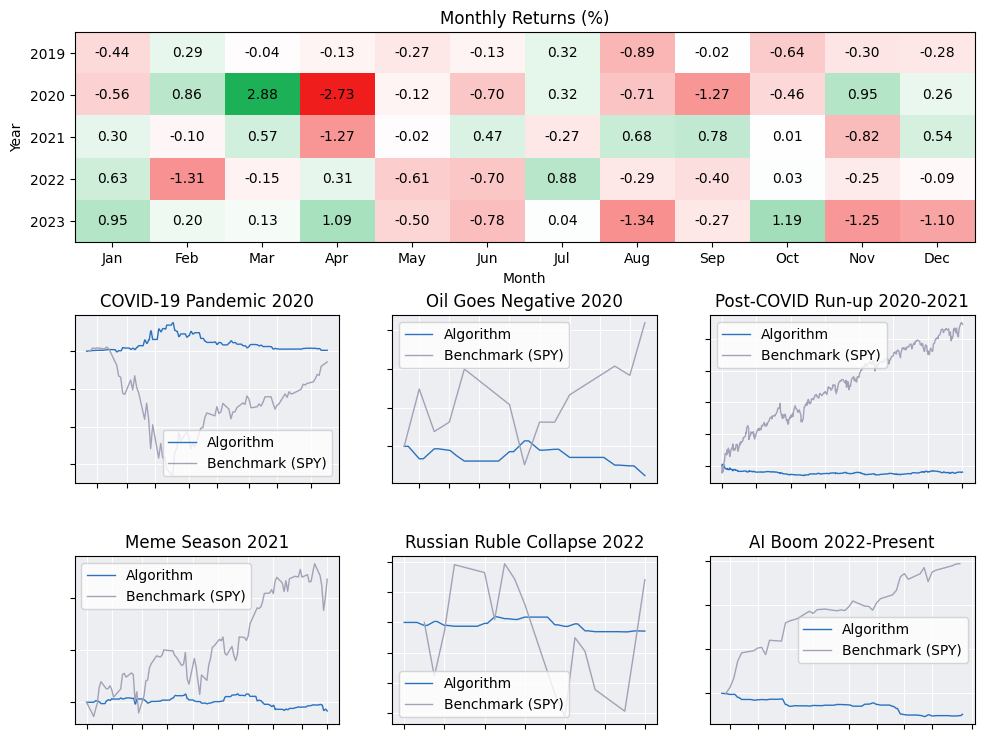 Monthly Returns (%)
Year
2019 -0.44 0.29 -0.04 -0.13 -0.27 -0.13 0.32 -0.89 -0.02 -0.64 -0.30 -0.28
2020 -0.56 0.86 2.88 -2.73 -0.12 -0.70 0.32 -0.71 -1.27 -0.46 0.95 0.26
2021 0.30 -0.10 0.57 -1.27 -0.02 0.47 -0.27 0.68 0.78 0.01 -0.82 0.54
2022 0.63 -1.31 -0.15 0.31 -0.61 -0.70 0.88 -0.29 -0.40 0.03 -0.25 -0.09
2023 0.95 0.20 0.13 1.09 -0.50 -0.78 0.04 -1.34 -0.27 1.19 -1.25 -1.10
Jan Feb Mar Apr May Jun Jul Aug Sep Oct Nov Dec
Month
COVID-19 Pandemic 2020
Algorithm
Benchmark (SPY)
Oil Goes Negative 2020
Algorithm
Benchmark (SPY)
Post-COVID Run-up 2020-2021
Algorithm
Benchmark (SPY)
Meme Season 2021
Algorithm
Benchmark (SPY)
Russian Ruble Collapse 2022
Algorithm
Benchmark (SPY)
AI Boom 2022-Present
Algorithm
Benchmark (SPY)